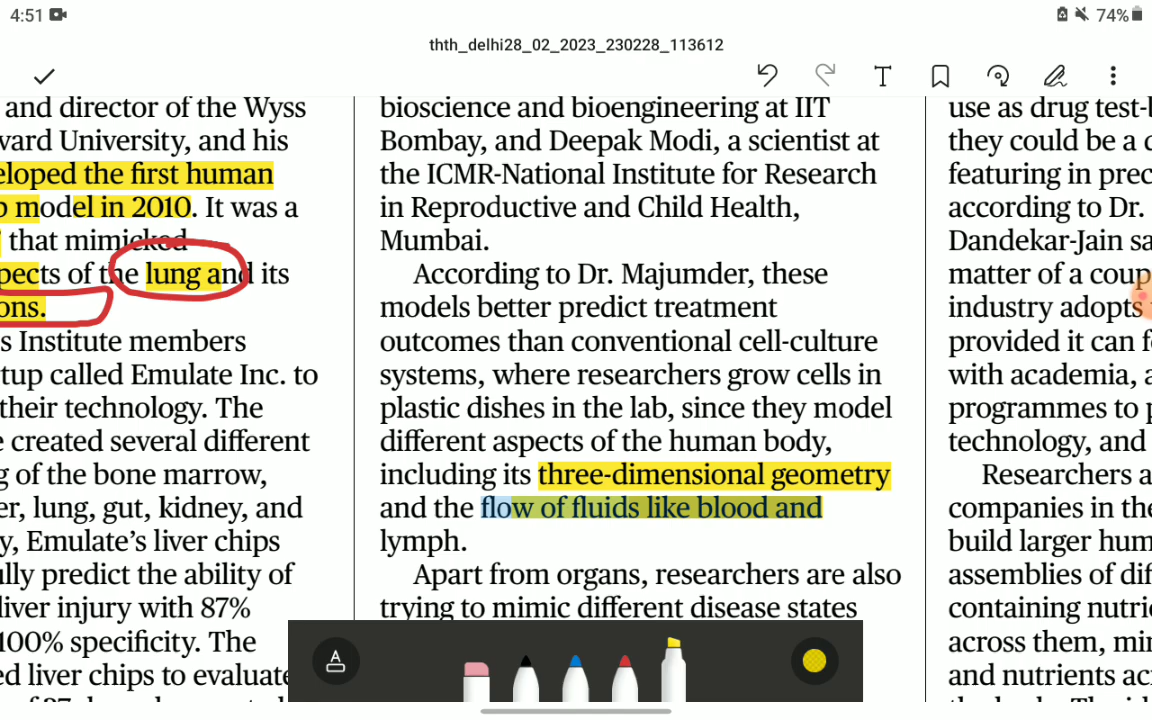 4:51
74%
thth_delhi28_02_2023_230228_113612
T
and director of the Wyss
vard University, and his
eloped the first human
p model in 2010. It was a
that mimicked
pects of the lung and its
ons.
s Institute members
tup called Emulate Inc. to
their technology. The
e created several different
g of the bone marrow,
er, lung, gut, kidney, and
y, Emulate's liver chips
ully predict the ability of
liver injury with 87%
100% specificity. The
ed liver chips to evaluate
bioscience and bioengineering at IIT
Bombay, and Deepak Modi, a scientist at
the ICMR-National Institute for Research
in Reproductive and Child Health,
Mumbai.
According to Dr. Majumder, these
models better predict treatment
outcomes than conventional cell-culture
systems, where researchers grow cells in
plastic dishes in the lab, since they model
different aspects of the human body,
including its three-dimensional geometry
and the flow of fluids like blood and
lymph.
Apart from organs, researchers are also
trying to mimic different disease states
use as drug test-b
they could be a
featuring in prec
according to Dr.
Dandekar-Jain sa
matter of a coup
industry adopts
provided it can f
with academia, a
programmes to p
technology, and
Researchers a
companies in the
build larger hum
assemblies of dif
containing nutrie
across them, mi
and nutrients ac
A